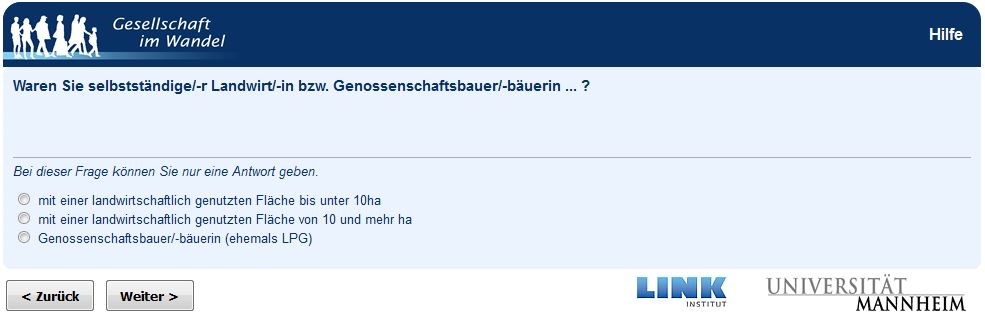 Gesellschaft
im Wandel
Hilfe
Waren Sie selbstständige/-r Landwirt/-in bzw. Genossenschaftsbauer/-bäuerin ... ?
Bei dieser Frage können Sie nur eine Antwort geben.
mit einer landwirtschaftlich genutzten Fläche bis unter 10ha
mit einer landwirtschaftlich genutzten Fläche von 10 und mehr ha
Genossenschaftsbauer/-bäuerin (ehemals LPG)
< Zurück
Weiter >
LINK
INSTITUT
UNIVERSITÄT
MANNHEIM